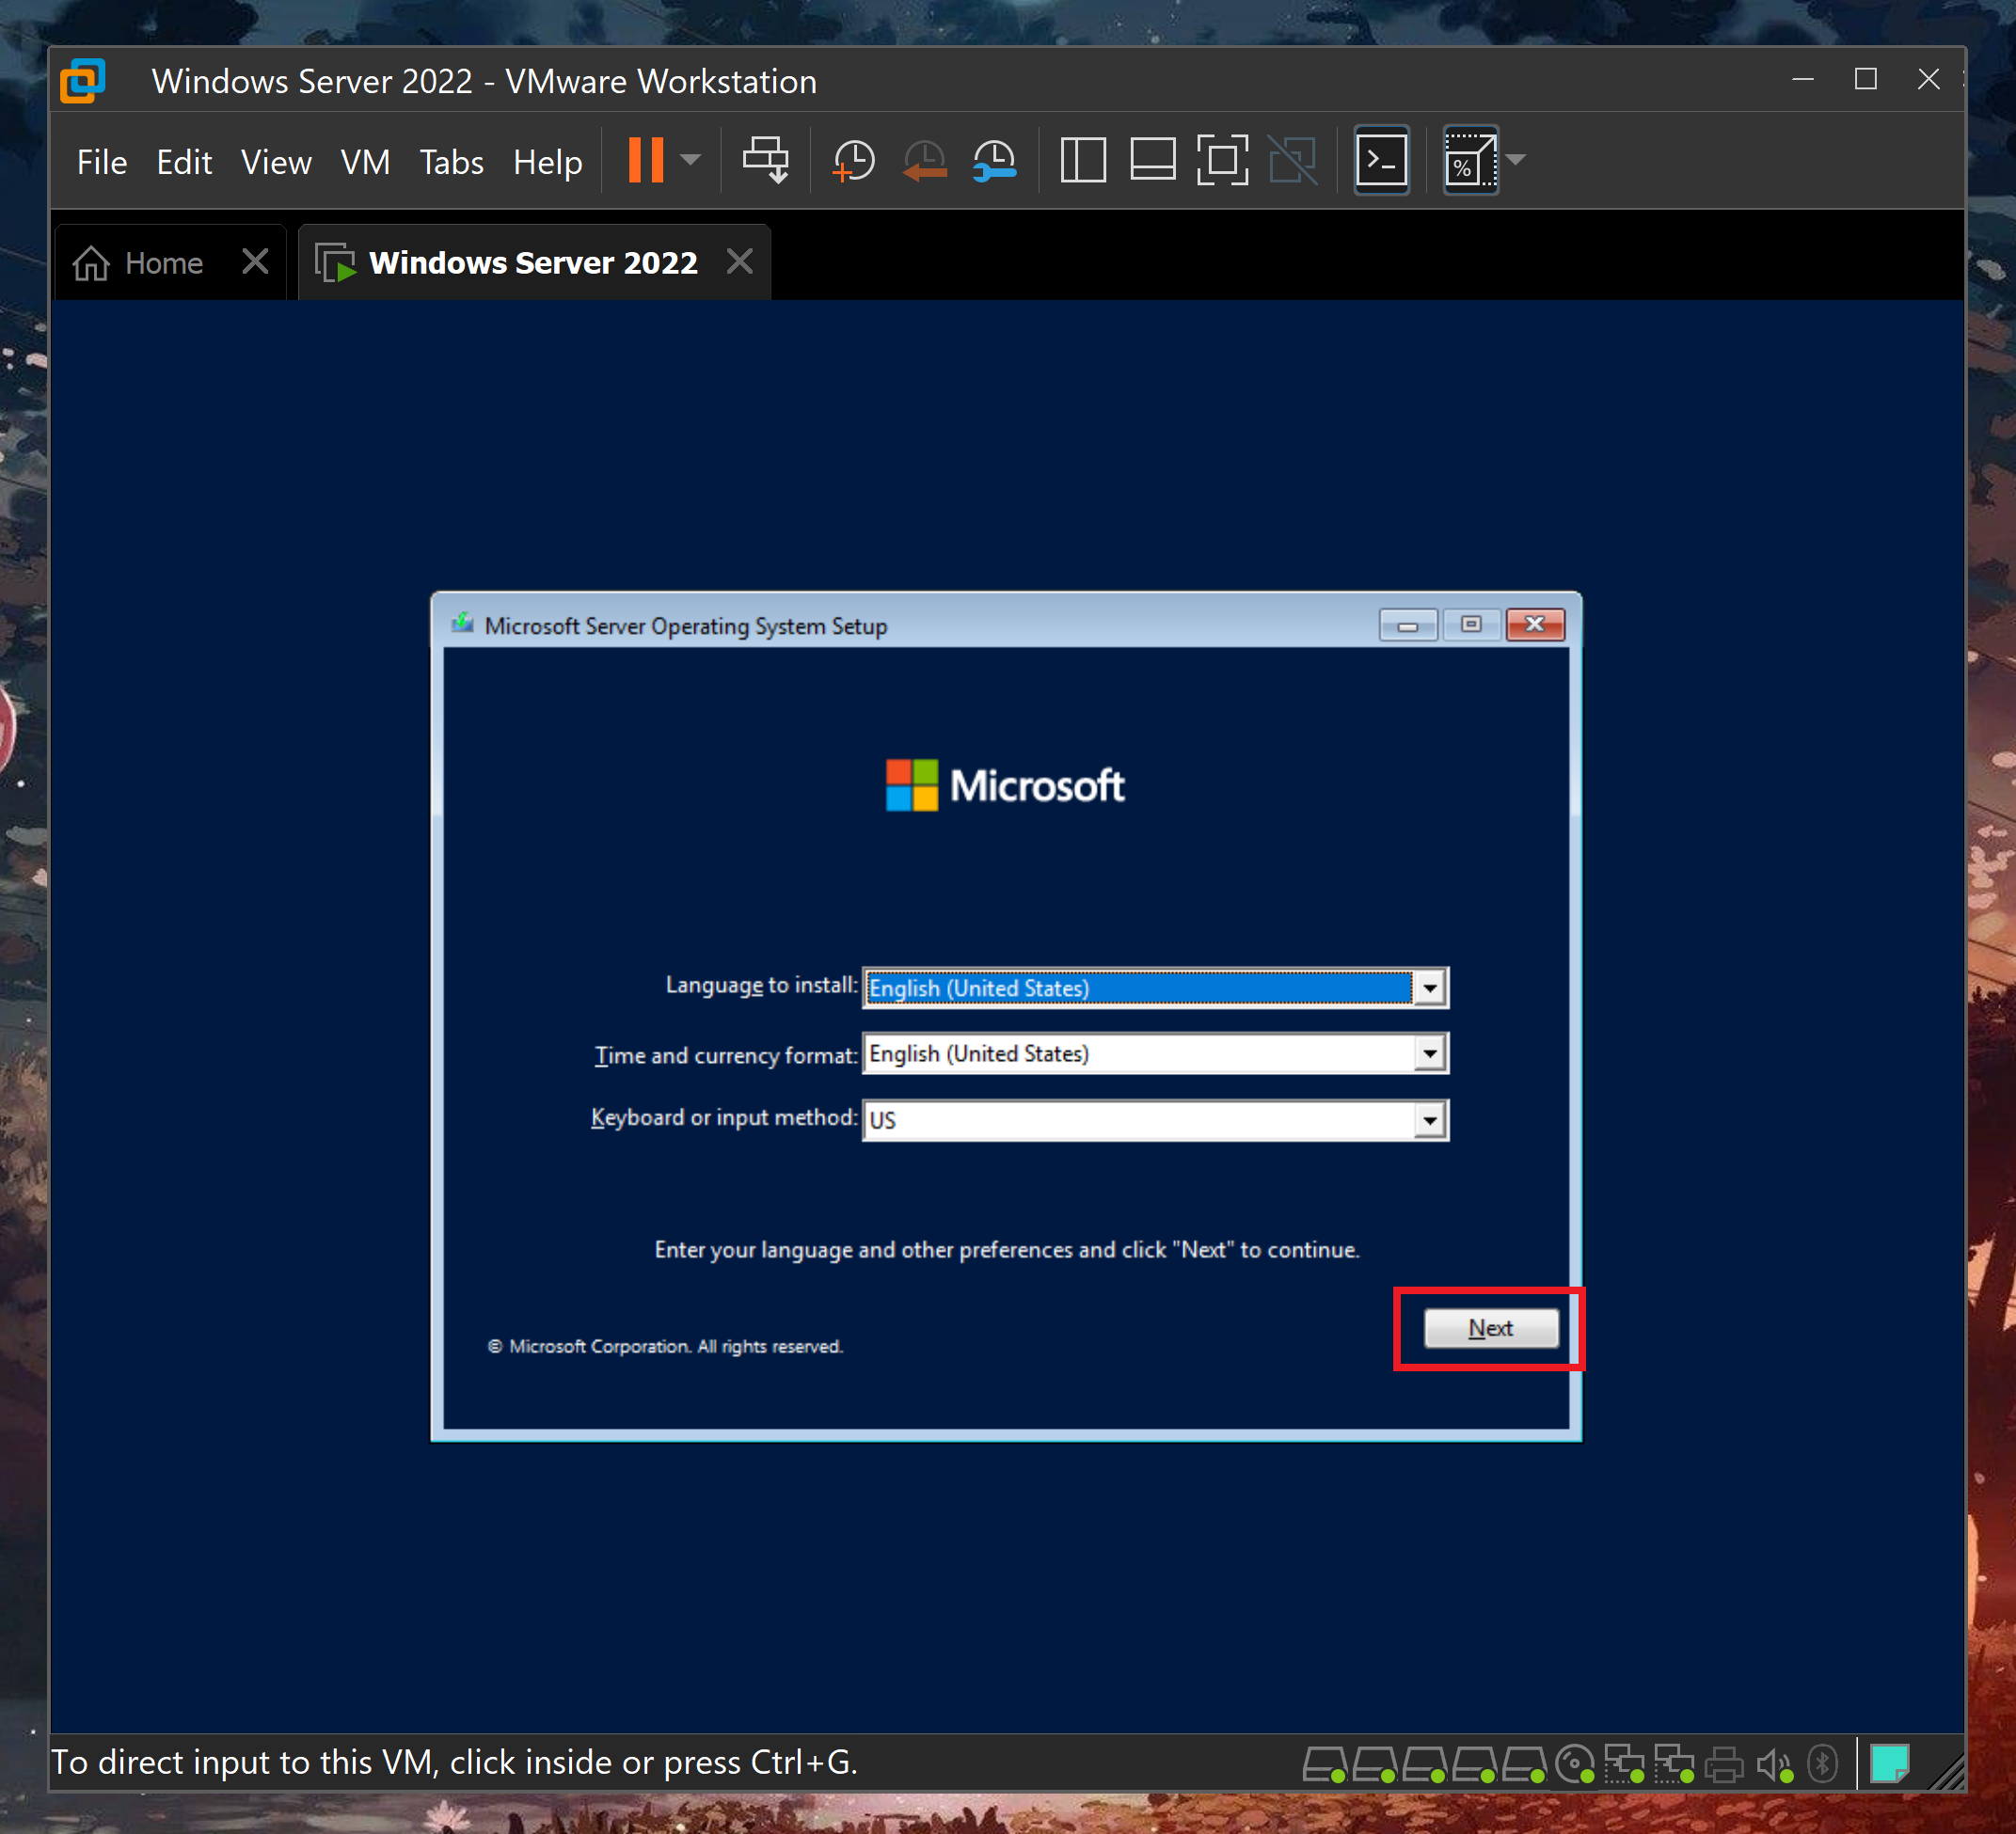 Windows Server 2022 - VMware Workstation
File Edit View VM Tabs Help
Home
Windows Server 2022
Microsoft Server Operating System Setup
Microsoft
Language to install: English (United States)
Time and currency format: English (United States)
Keyboard or input method: US
Enter your language and other preferences and click "Next" to continue.
Next
© Microsoft Corporation. All rights reserved.
To direct input to this VM, click inside or press Ctrl+G.